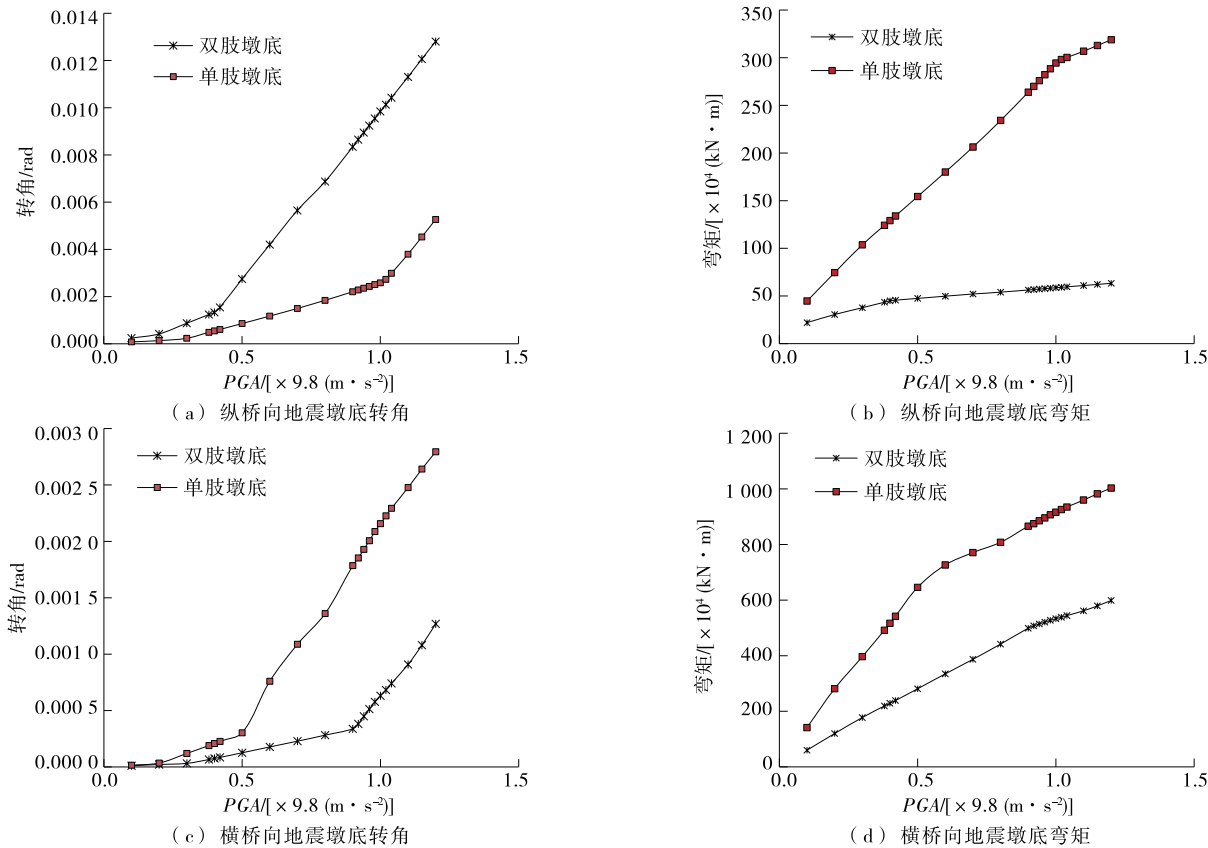 0.014
0.012
0.010
0.008
0.006
0.004
0.002
0.000
转角/rad
双肢墩底
单肢墩底
0.0 0.5 1.0 1.5
PGA/[×9.8 (m·s⁻²)]
（a）纵桥向地震墩底转角
350
300
250
200
150
100
50
0
弯矩/[×10⁴ (kN·m)]
双肢墩底
单肢墩底
0.0 0.5 1.0 1.5
PGA/[×9.8 (m·s⁻²)]
（b）纵桥向地震墩底弯矩
0.003 0
0.002 5
0.002 0
0.001 5
0.001 0
0.000 5
0.000 0
转角/rad
双肢墩底
单肢墩底
0.0 0.5 1.0 1.5
PGA/[×9.8 (m·s⁻²)]
（c）横桥向地震墩底转角
1 200
1 000
800
600
400
200
0
弯矩/[×10⁴ (kN·m)]
双肢墩底
单肢墩底
0.0 0.5 1.0 1.5
PGA/[×9.8 (m·s⁻²)]
（d）横桥向地震墩底弯矩